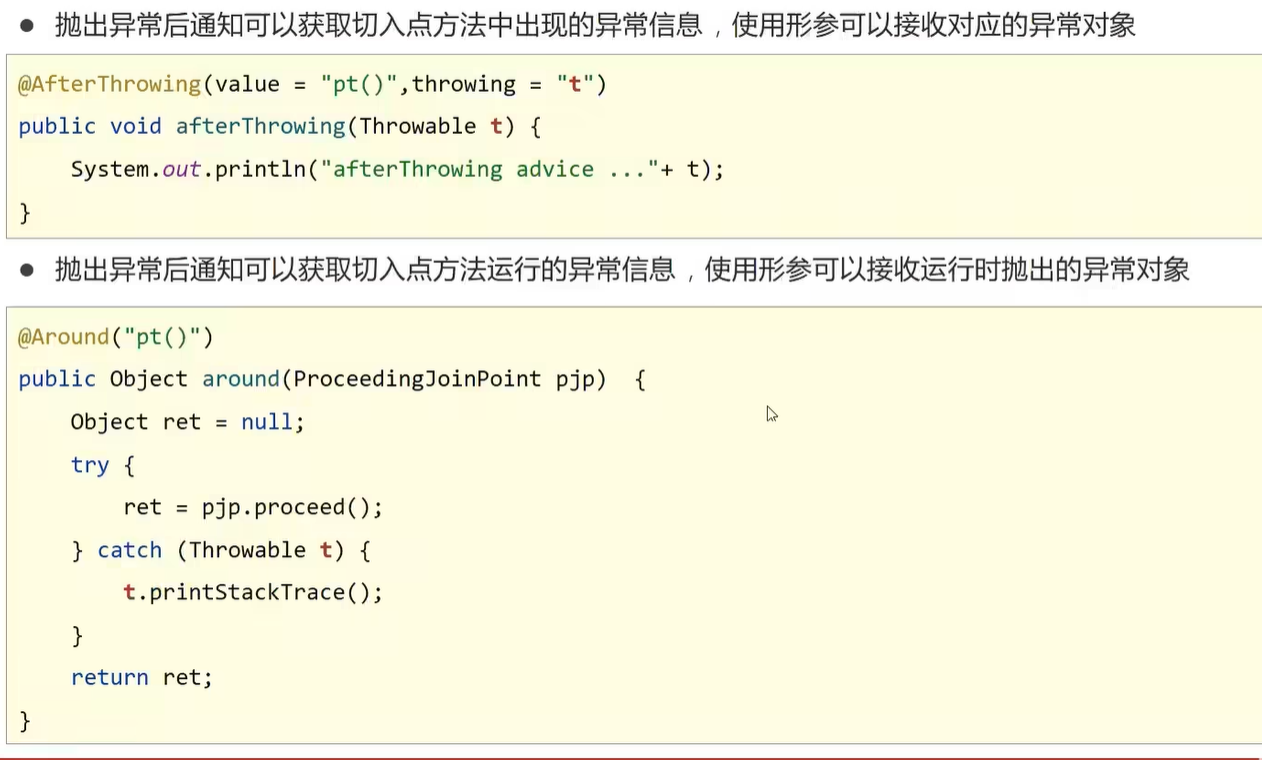 ● 抛出异常后通知可以获取切入点方法中出现的异常信息，使用形参可以接收对应的异常对象
@AfterThrowing(value = "pt()",throwing = "t")
public void afterThrowing(Throwable t) {
    System.out.println("afterThrowing advice ..."+ t);
}
● 抛出异常后通知可以获取切入点方法运行的异常信息，使用形参可以接收运行时抛出的异常对象
@Around("pt()")
public Object around(ProceedingJoinPoint pjp)  {
    Object ret = null;
    try {
        ret = pjp.proceed();
    } catch (Throwable t) {
        t.printStackTrace();
    }
    return ret;
}